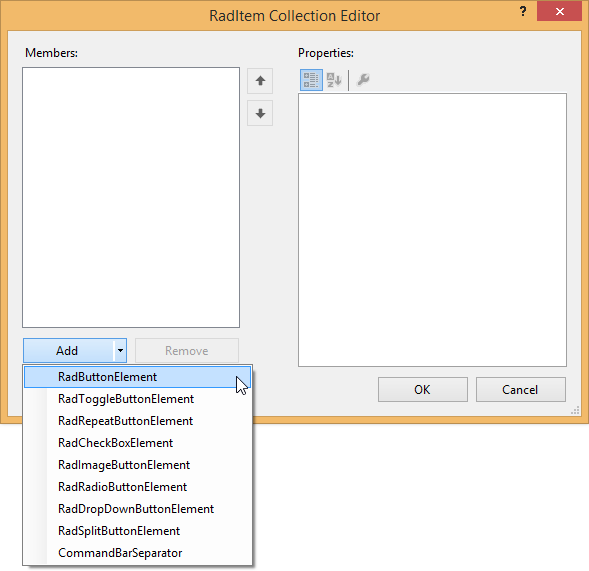 RadItem Collection Editor
?
Members:
Properties:
A
Z
Add
Remove
RadButtonElement
RadToggleButtonElement
RadRepeatButtonElement
RadCheckBoxElement
RadImageButtonElement
RadRadioButtonElement
RadDropDownButtonElement
RadSplitButtonElement
CommandBarSeparator
OK
Cancel